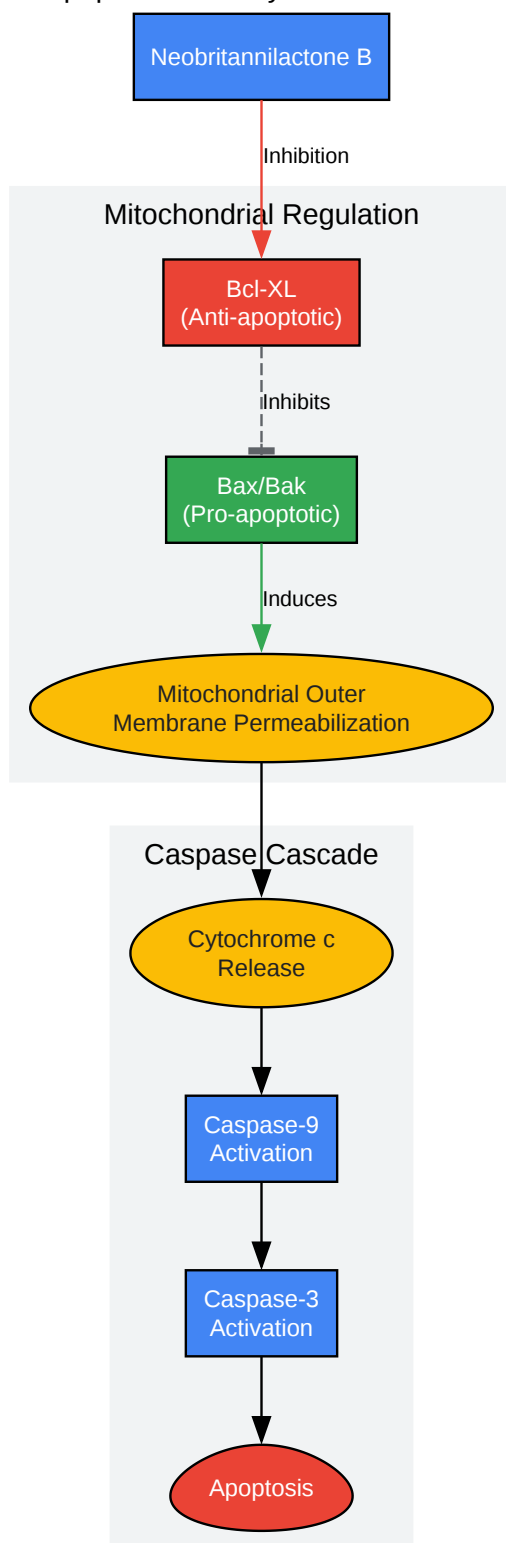 Neobritannilactone B
Inhibition
Mitochondrial Regulation
Bcl-XL
(Anti-apoptotic)
Inhibits
Bax/Bak
(Pro-apoptotic)
Induces
Mitochondrial Outer
Membrane Permeabilization
Caspase Cascade
Cytochrome c
Release
Caspase-9
Activation
Caspase-3
Activation
Apoptosis